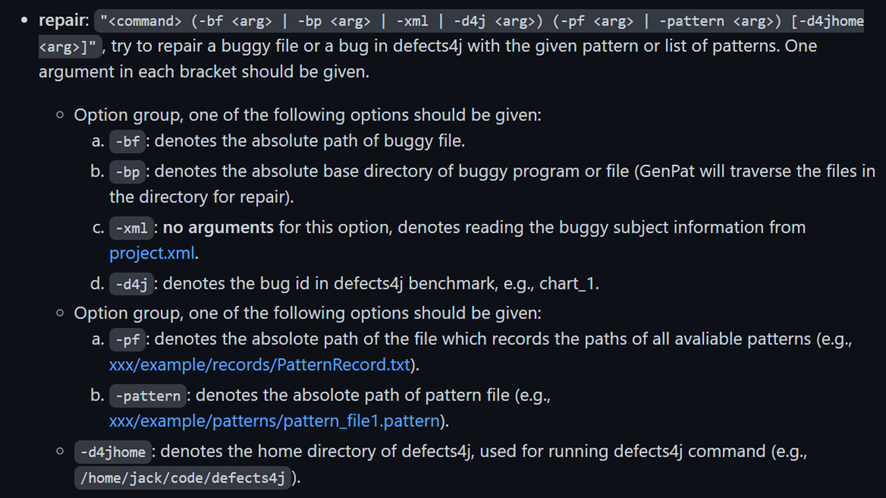 • repair: "<command> (-bf <arg> | -bp <arg> | -xml | -d4j <arg>) (-pf <arg> | -pattern <arg>) [-d4jhome
<arg>]", try to repair a buggy file or a bug in defects4j with the given pattern or list of patterns. One
argument in each bracket should be given.
◦ Option group, one of the following options should be given:
a. -bf: denotes the absolute path of buggy file.
b. -bp: denotes the absolute base directory of buggy program or file (GenPat will traverse the files in
the directory for repair).
c. -xml: no arguments for this option, denotes reading the buggy subject information from
project.xml.
d. -d4j: denotes the bug id in defects4j benchmark, e.g., chart_1.
◦ Option group, one of the following options should be given:
a. -pf: denotes the absolote path of the file which records the paths of all avaliable patterns (e.g.,
xxx/example/records/PatternRecord.txt).
b. -pattern: denotes the absolote path of pattern file (e.g.,
xxx/example/patterns/pattern_file1.pattern).
◦ -d4jhome: denotes the home directory of defects4j, used for running defects4j command (e.g.,
/home/jack/code/defects4j).